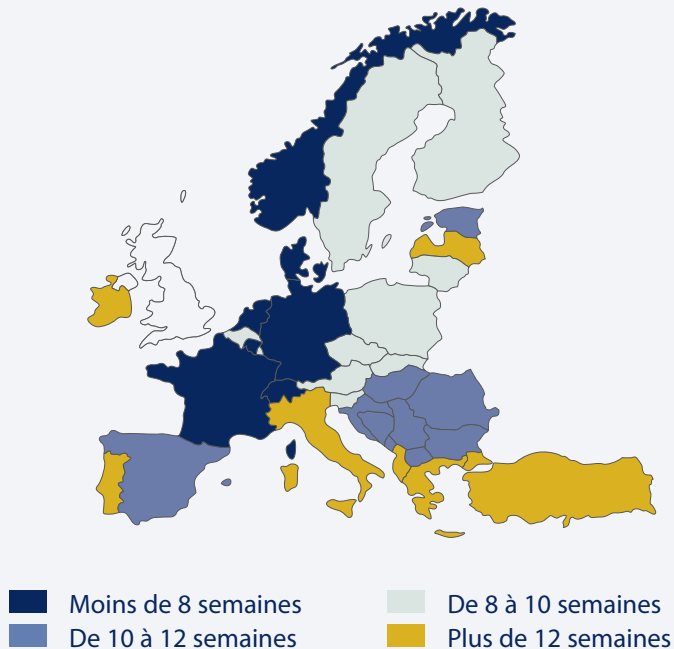 Moins de 8 semaines
De 8 à 10 semaines
De 10 à 12 semaines
Plus de 12 semaines